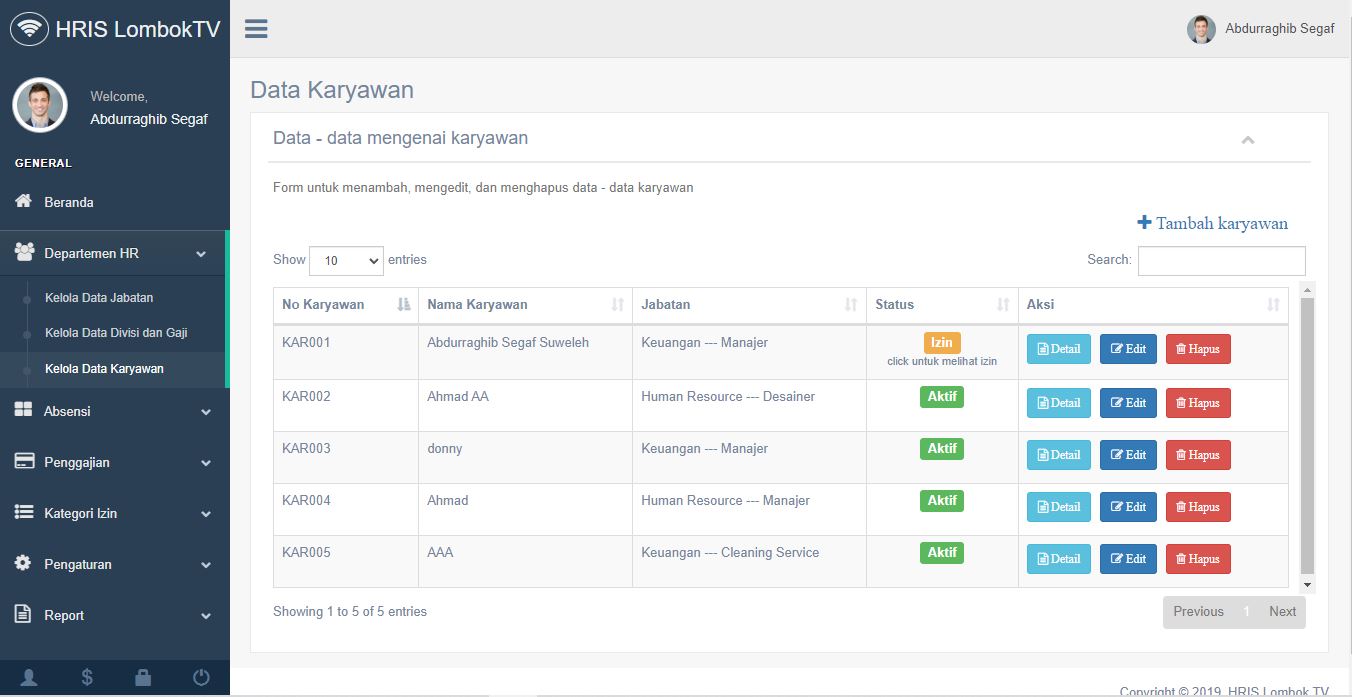 HRIS LombokTV
Abdurraghib Segaf
Welcome,
Abdurraghib Segaf
GENERAL
Beranda
Departemen HR
Kelola Data Jabatan
Kelola Data Divisi dan Gaji
Kelola Data Karyawan
Absensi
Penggajian
Kategori Izin
Pengaturan
Report
Data Karyawan
Data - data mengenai karyawan
Form untuk menambah, mengedit, dan menghapus data - data karyawan
Tambah karyawan
Show 10 entries Search:
No Karyawan Nama Karyawan Jabatan Status Aksi
KAR001 Abdurraghib Segaf Suweleh Keuangan --- Manajer Izin Detail Edit Hapus
click untuk melihat izin
KAR002 Ahmad AA Human Resource --- Desainer Aktif Detail Edit Hapus
KAR003 donny Keuangan --- Manajer Aktif Detail Edit Hapus
KAR004 Ahmad Human Resource --- Manajer Aktif Detail Edit Hapus
KAR005 AAA Keuangan --- Cleaning Service Aktif Detail Edit Hapus
Showing 1 to 5 of 5 entries Previous 1 Next
Copyright © 2019, HRIS Lombok TV